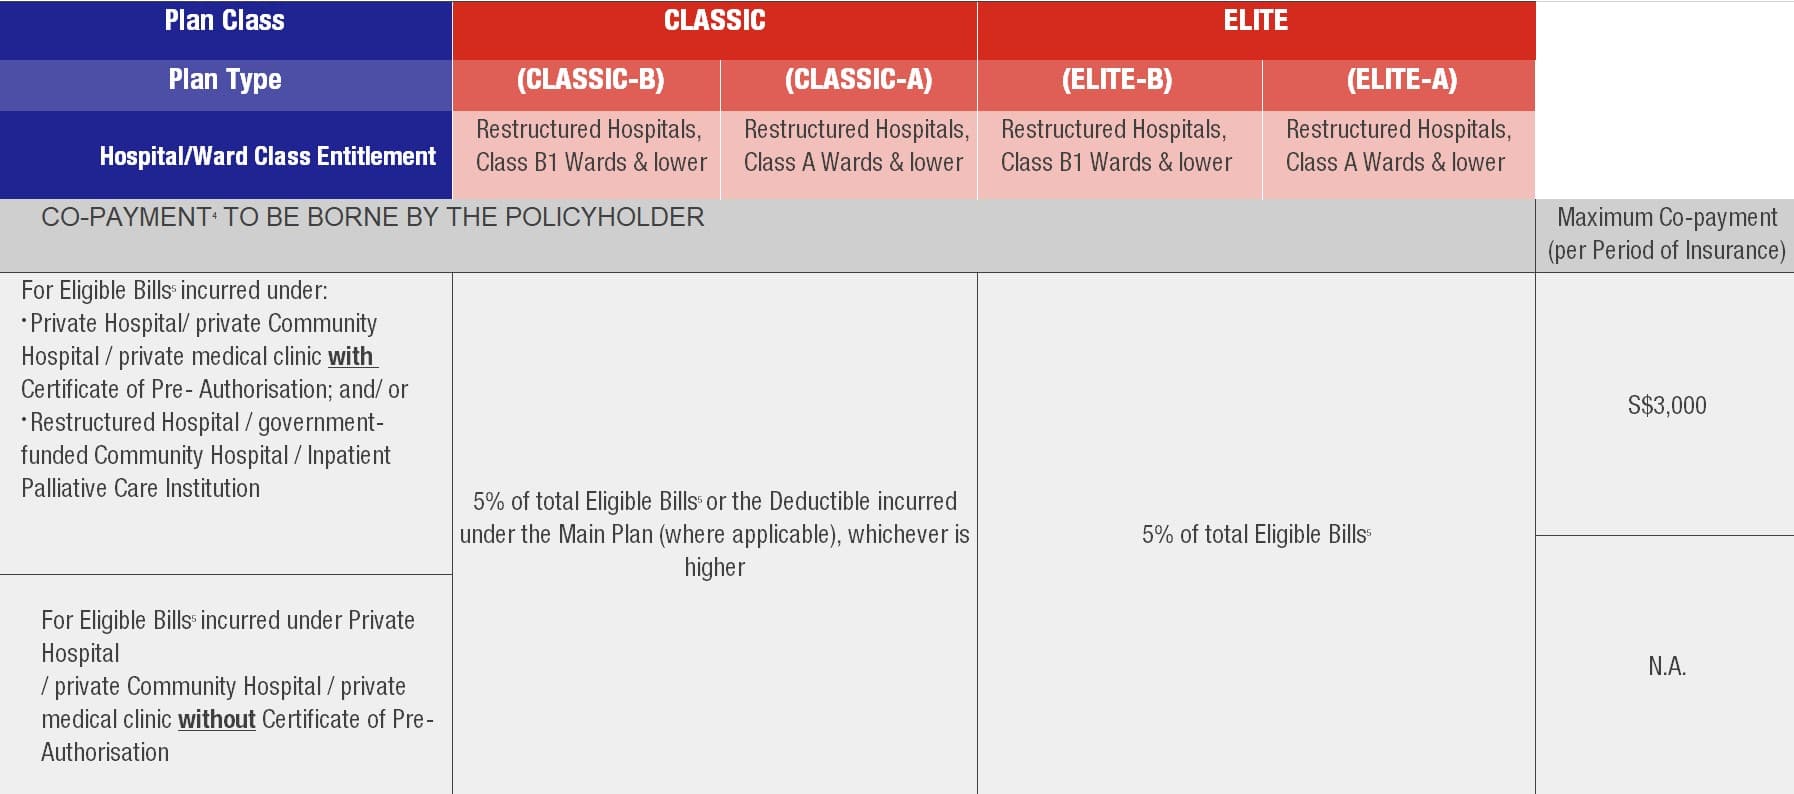 Plan Class
CLASSIC
ELITE
Plan Type
(CLASSIC-B)
(CLASSIC-A)
(ELITE-B)
(ELITE-A)
Hospital/Ward Class Entitlement
Restructured Hospitals,
Class B1 Wards & lower
Restructured Hospitals,
Class A Wards & lower
Restructured Hospitals,
Class B1 Wards & lower
Restructured Hospitals,
Class A Wards & lower
CO-PAYMENT⁴ TO BE BORNE BY THE POLICYHOLDER
Maximum Co-payment
(per Period of Insurance)
For Eligible Bills⁵ incurred under:
•Private Hospital/ private Community
Hospital / private medical clinic with
Certificate of Pre- Authorisation; and/ or
•Restructured Hospital / government-
funded Community Hospital / Inpatient
Palliative Care Institution
5% of total Eligible Bills⁵ or the Deductible incurred
under the Main Plan (where applicable), whichever is
higher
5% of total Eligible Bills⁵
S$3,000
For Eligible Bills⁵ incurred under Private
Hospital
/ private Community Hospital / private
medical clinic without Certificate of Pre-
Authorisation
N.A.